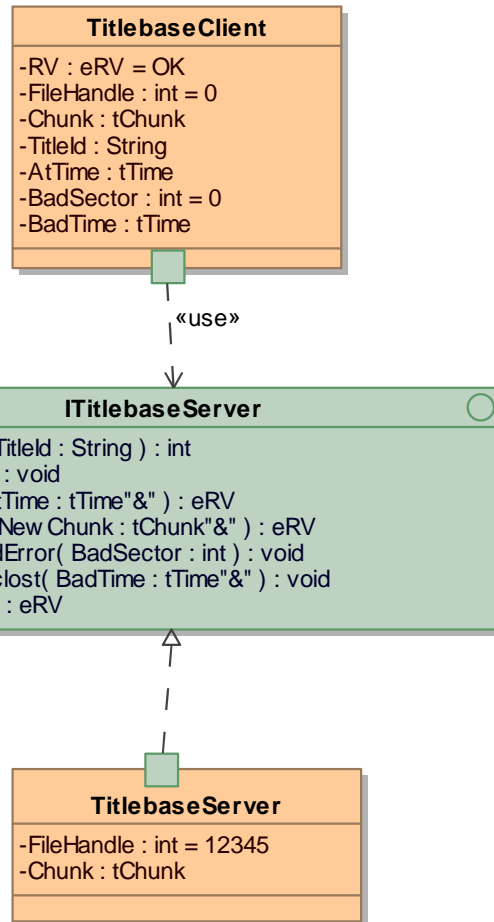 TitlebaseClient
-RV : eRV = OK
-FileHandle : int = 0
-Chunk : tChunk
-TitleId : String
-AtTime : tTime
-BadSector : int = 0
-BadTime : tTime
«use»
ITitlebaseServer
TitleId : String ) : int
: void
tTime : tTime"&" ) : eRV
New Chunk : tChunk"&" ) : eRV
dError( BadSector : int ) : void
clost( BadTime : tTime"&" ) : void
: eRV
TitlebaseServer
-FileHandle : int = 12345
-Chunk : tChunk